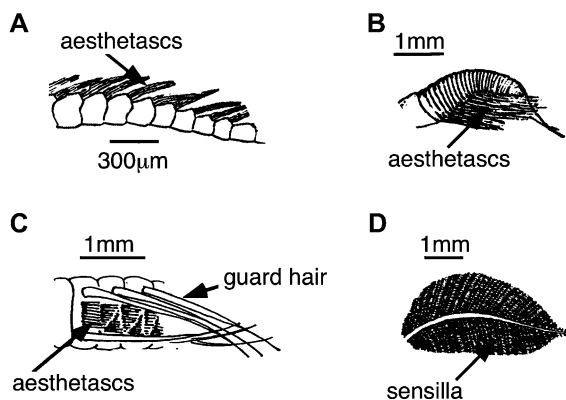 A
aesthetascs
300μm
B
1mm
aesthetascs
C
1mm
guard hair
aesthetascs
D
1mm
sensilla